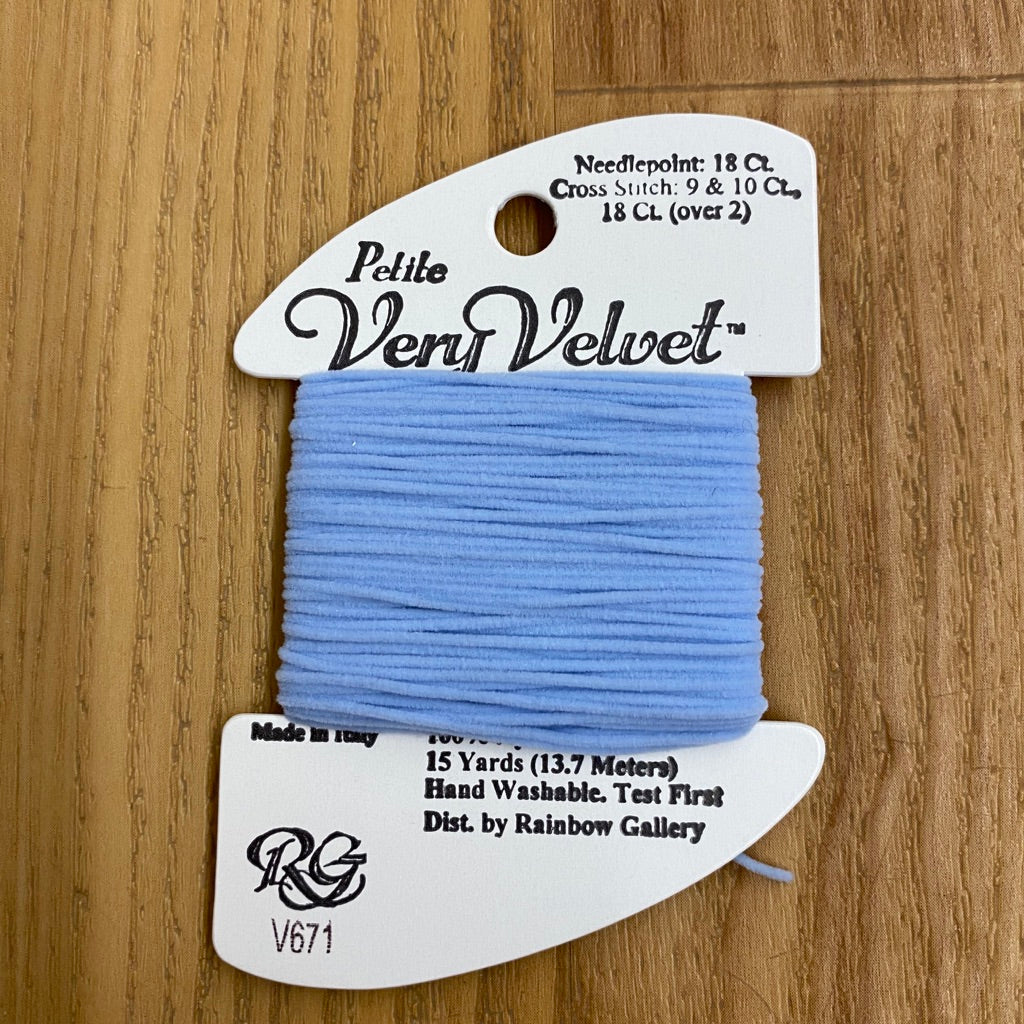 Needlepoint: 18 Ct.
Cross Stitch: 9 & 10 Ct.,
18 Ct. (over 2)
Petite
Very Velvet™
Made in Italy
15 Yards (13.7 Meters)
Hand Washable. Test First
Dist. by Rainbow Gallery
RG
V671